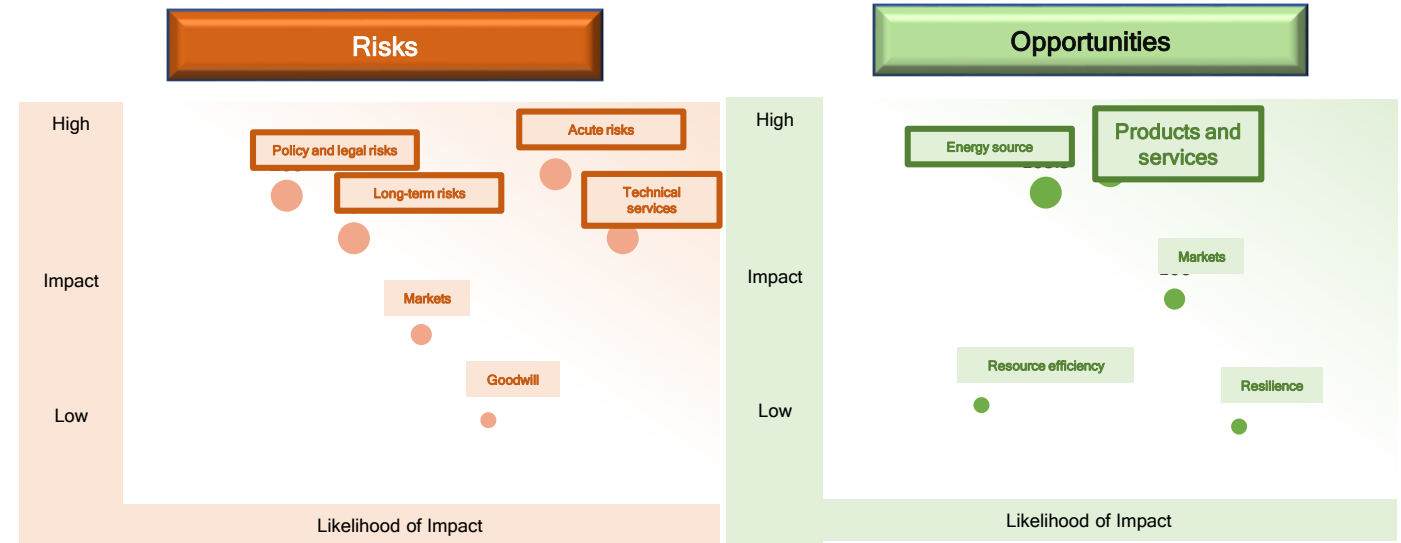 Risks
High
Policy and legal risks
Acute risks
Long-term risks
Technical
services
Impact
Markets
Goodwill
Low
Likelihood of Impact
Opportunities
High
Energy source
Products and
services
Markets
Impact
Resource efficiency
Resilience
Low
Likelihood of Impact